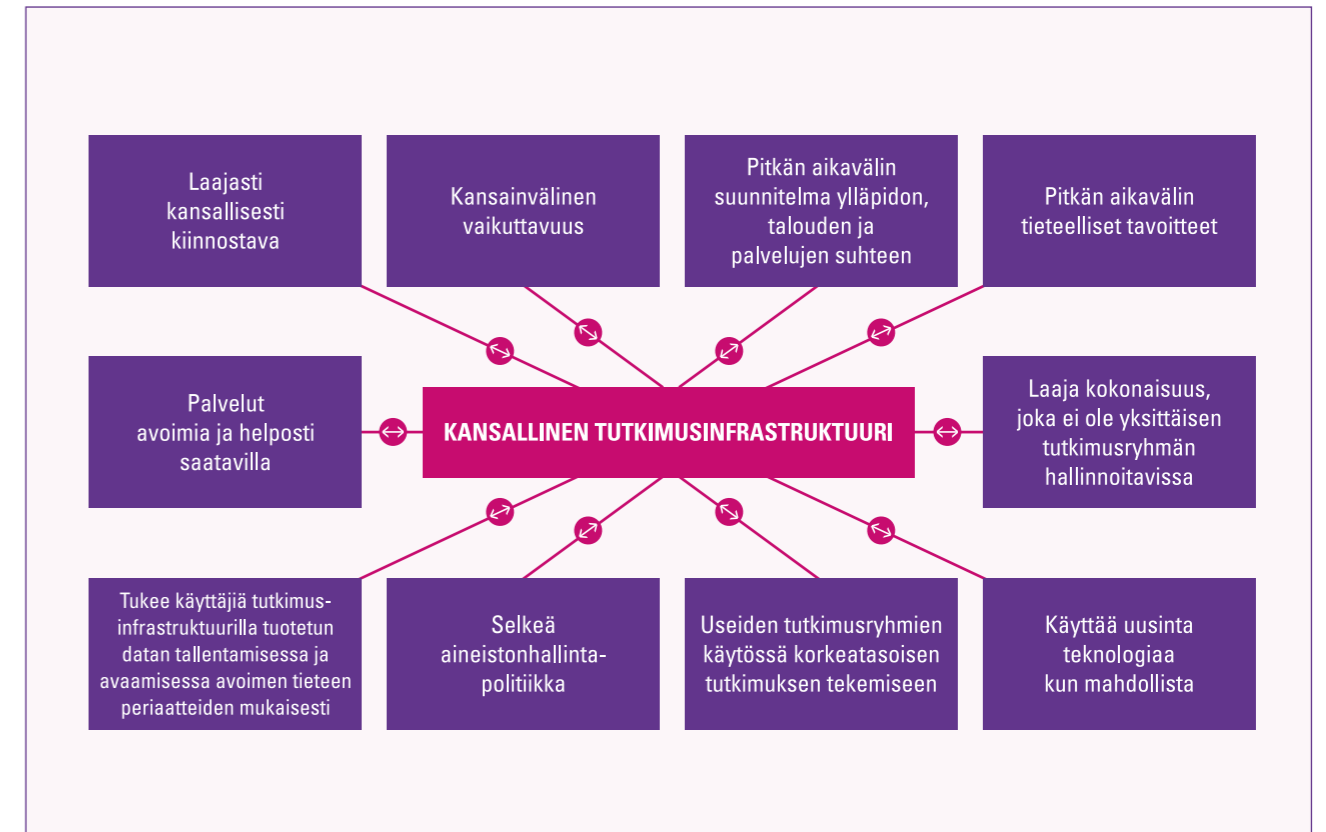 Laajasti
kansallisesti
kiinnostava
Kansainvälinen
vaikuttavuus
Pitkän aikavälin
suunnitelma ylläpidon,
talouden ja
palvelujen suhteen
Pitkän aikavälin
tieteelliset tavoitteet
Palvelut
avoimia ja helposti
saatavilla
KANSALLINEN TUTKIMUSINFRASTRUKTUURI
Laaja kokonaisuus,
joka ei ole yksittäisen
tutkimusryhmän
hallinnoitavissa
Tukee käyttäjiä tutkimus-
infrastruktuurilla tuotetun
datan tallentamisessa ja
avaamisessa avoimen tieteen
periaatteiden mukaisesti
Selkeä
aineistonhallinta-
politiikka
Useiden tutkimusryhmien
käytössä korkeatasoisen
tutkimuksen tekemiseen
Käyttää uusinta
teknologiaa
kun mahdollista